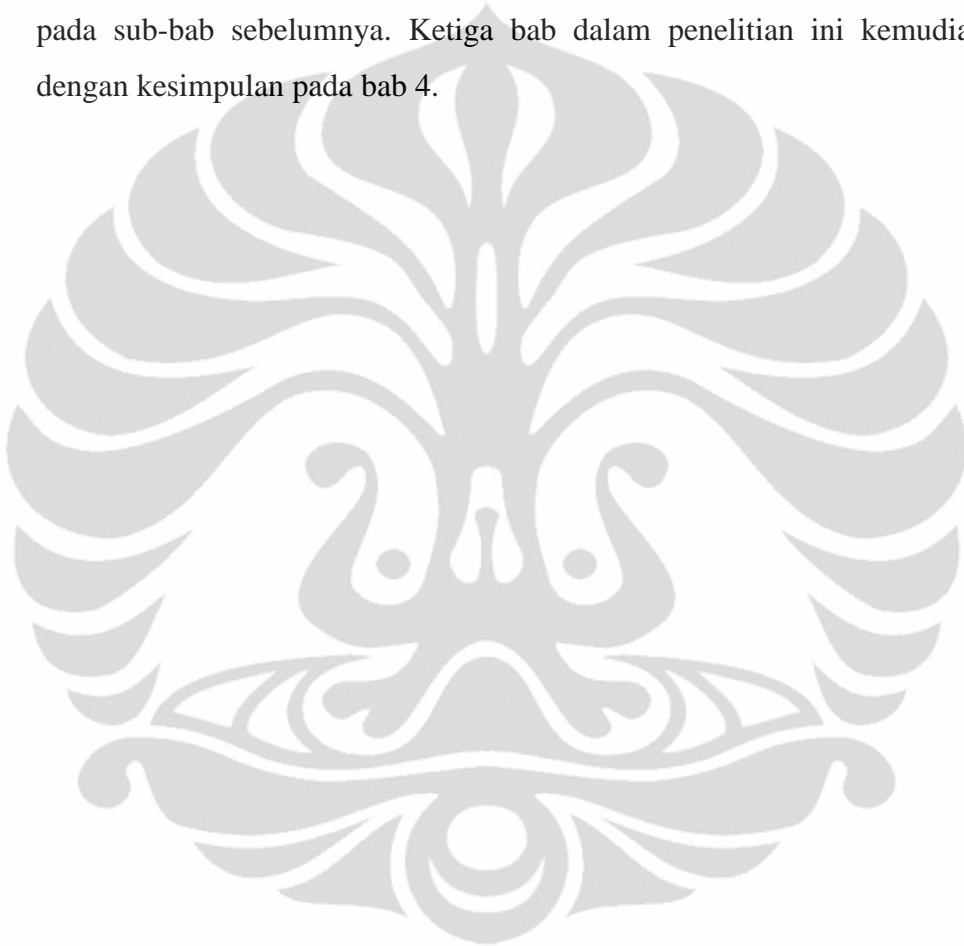 pada sub-bab sebelumnya. Ketiga bab dalam penelitian ini kemudia
dengan kesimpulan pada bab 4.